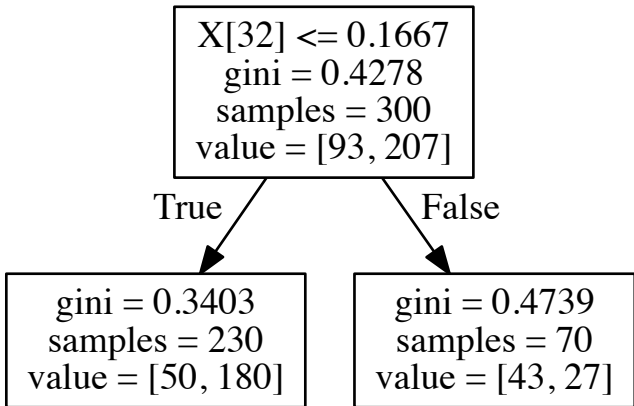 X[32] <= 0.1667
gini = 0.4278
samples = 300
value = [93, 207]
True
False
gini = 0.3403
samples = 230
value = [50, 180]
gini = 0.4739
samples = 70
value = [43, 27]